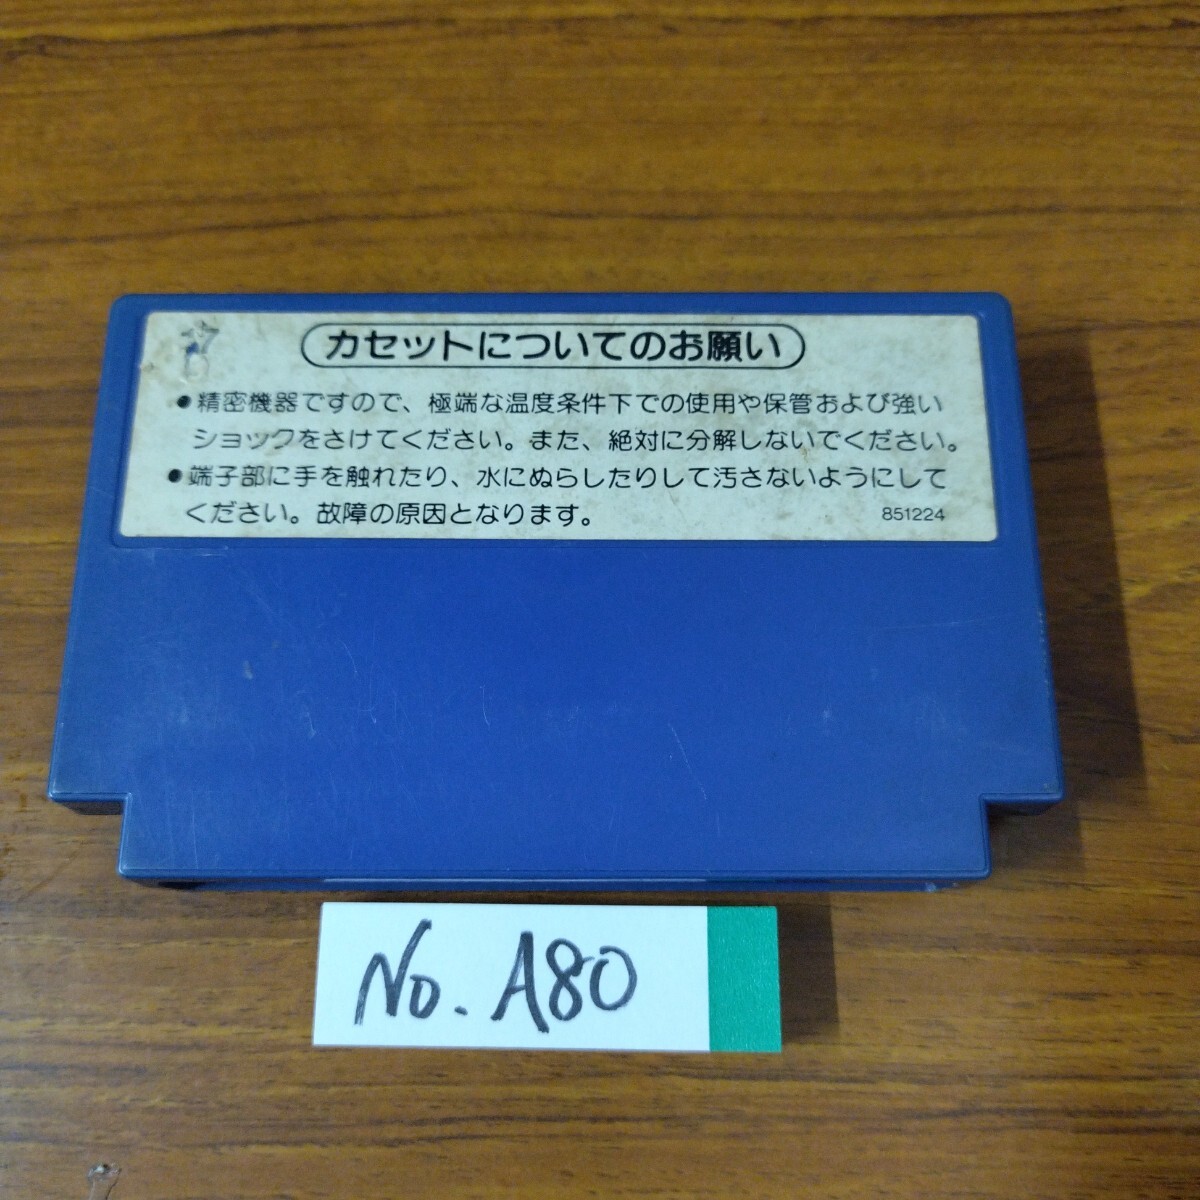 カセットについてのお願い
●精密機器ですので、極端な温度条件下での使用や保管および強い
ショックをさけてください。また、絶対に分解しないでください。
●端子部に手を触れたり、水にぬらしたりして汚さないようにして
ください。故障の原因となります。
851224
No. A80